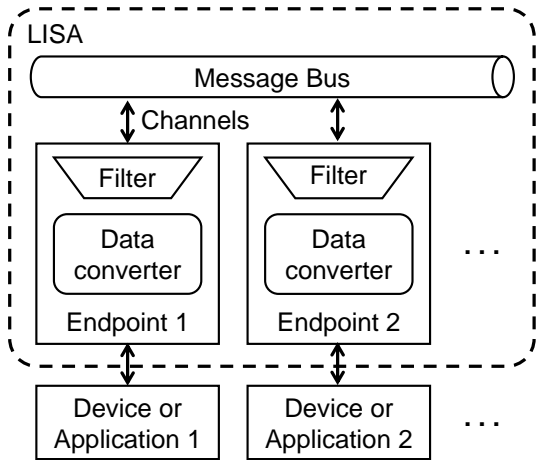 LISA
Message Bus
Channels
Filter
Filter
Data
converter
Data
converter
. . .
Endpoint 1
Endpoint 2
Device or
Application 1
Device or
Application 2
. . .